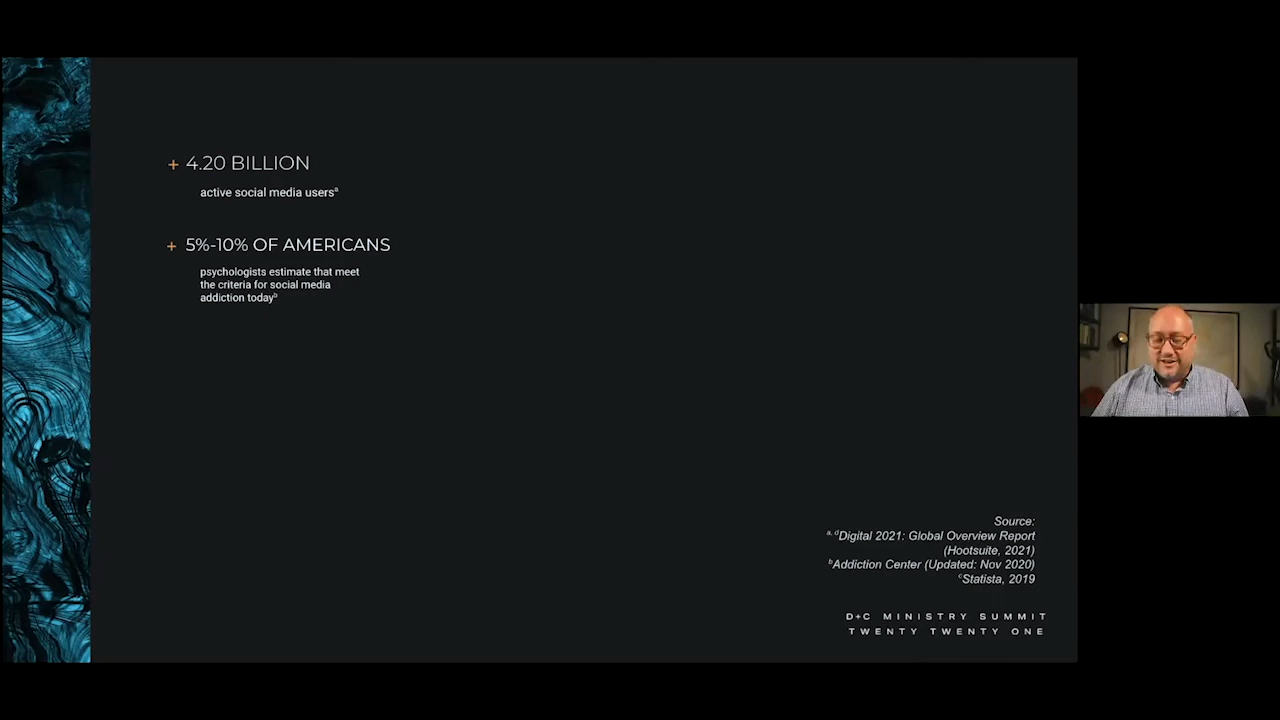 + 4.20 BILLION
active social media usersᵃ
+ 5%-10% OF AMERICANS
psychologists estimate that meet
the criteria for social media
addiction todayᵇ
Source:
ᵃ, ᵈDigital 2021: Global Overview Report
(Hootsuite, 2021)
ᵇAddiction Center (Updated: Nov 2020)
ᶜStatista, 2019
D+C MINISTRY SUMMIT
TWENTY TWENTY ONE